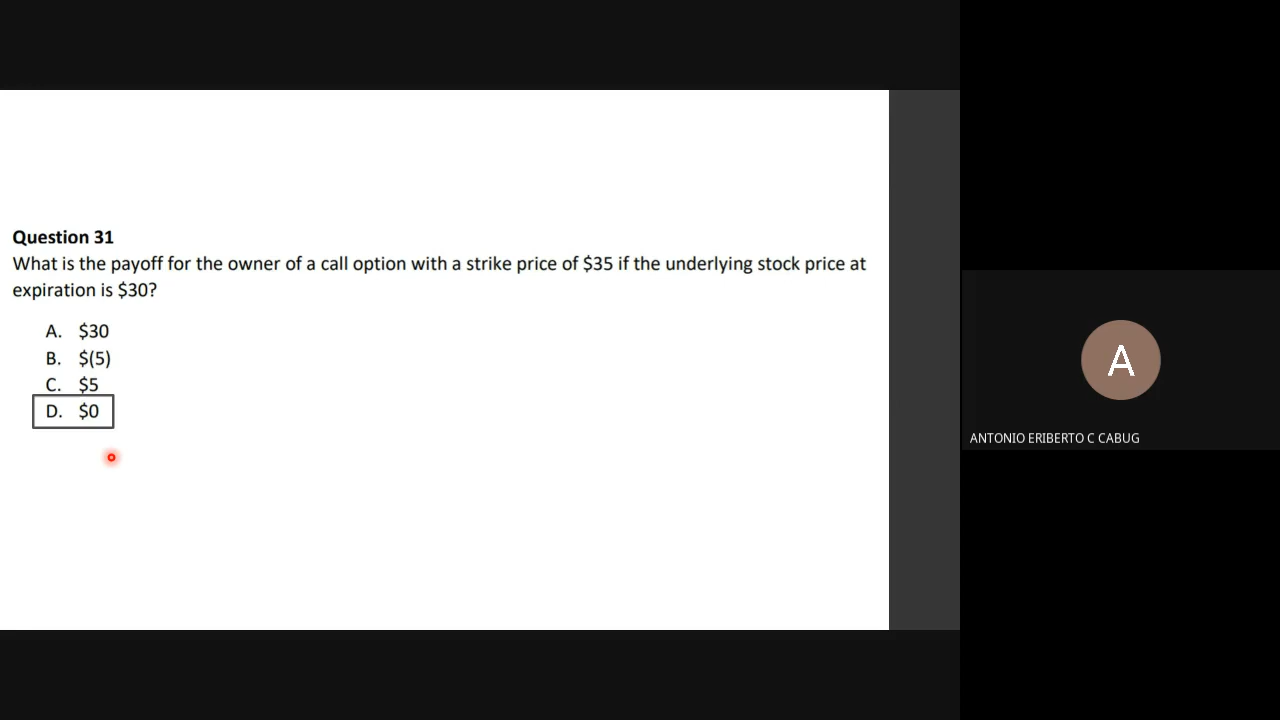 Question 31
What is the payoff for the owner of a call option with a strike price of $35 if the underlying stock price at
expiration is $30?
A. $30
B. $(5)
C. $5
D. $0
A
ANTONIO ERIBERTO C CABUG